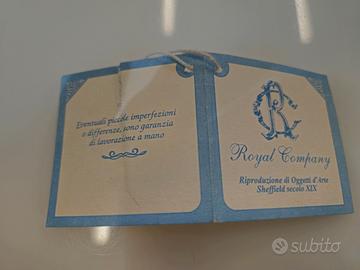 Eventuali piccole imperfezioni
o differenze, sono garanzia
di lavorazione a mano
R
Royal Company
Riproduzione di Oggetti d'Arte
Sheffield secolo XIX
subito